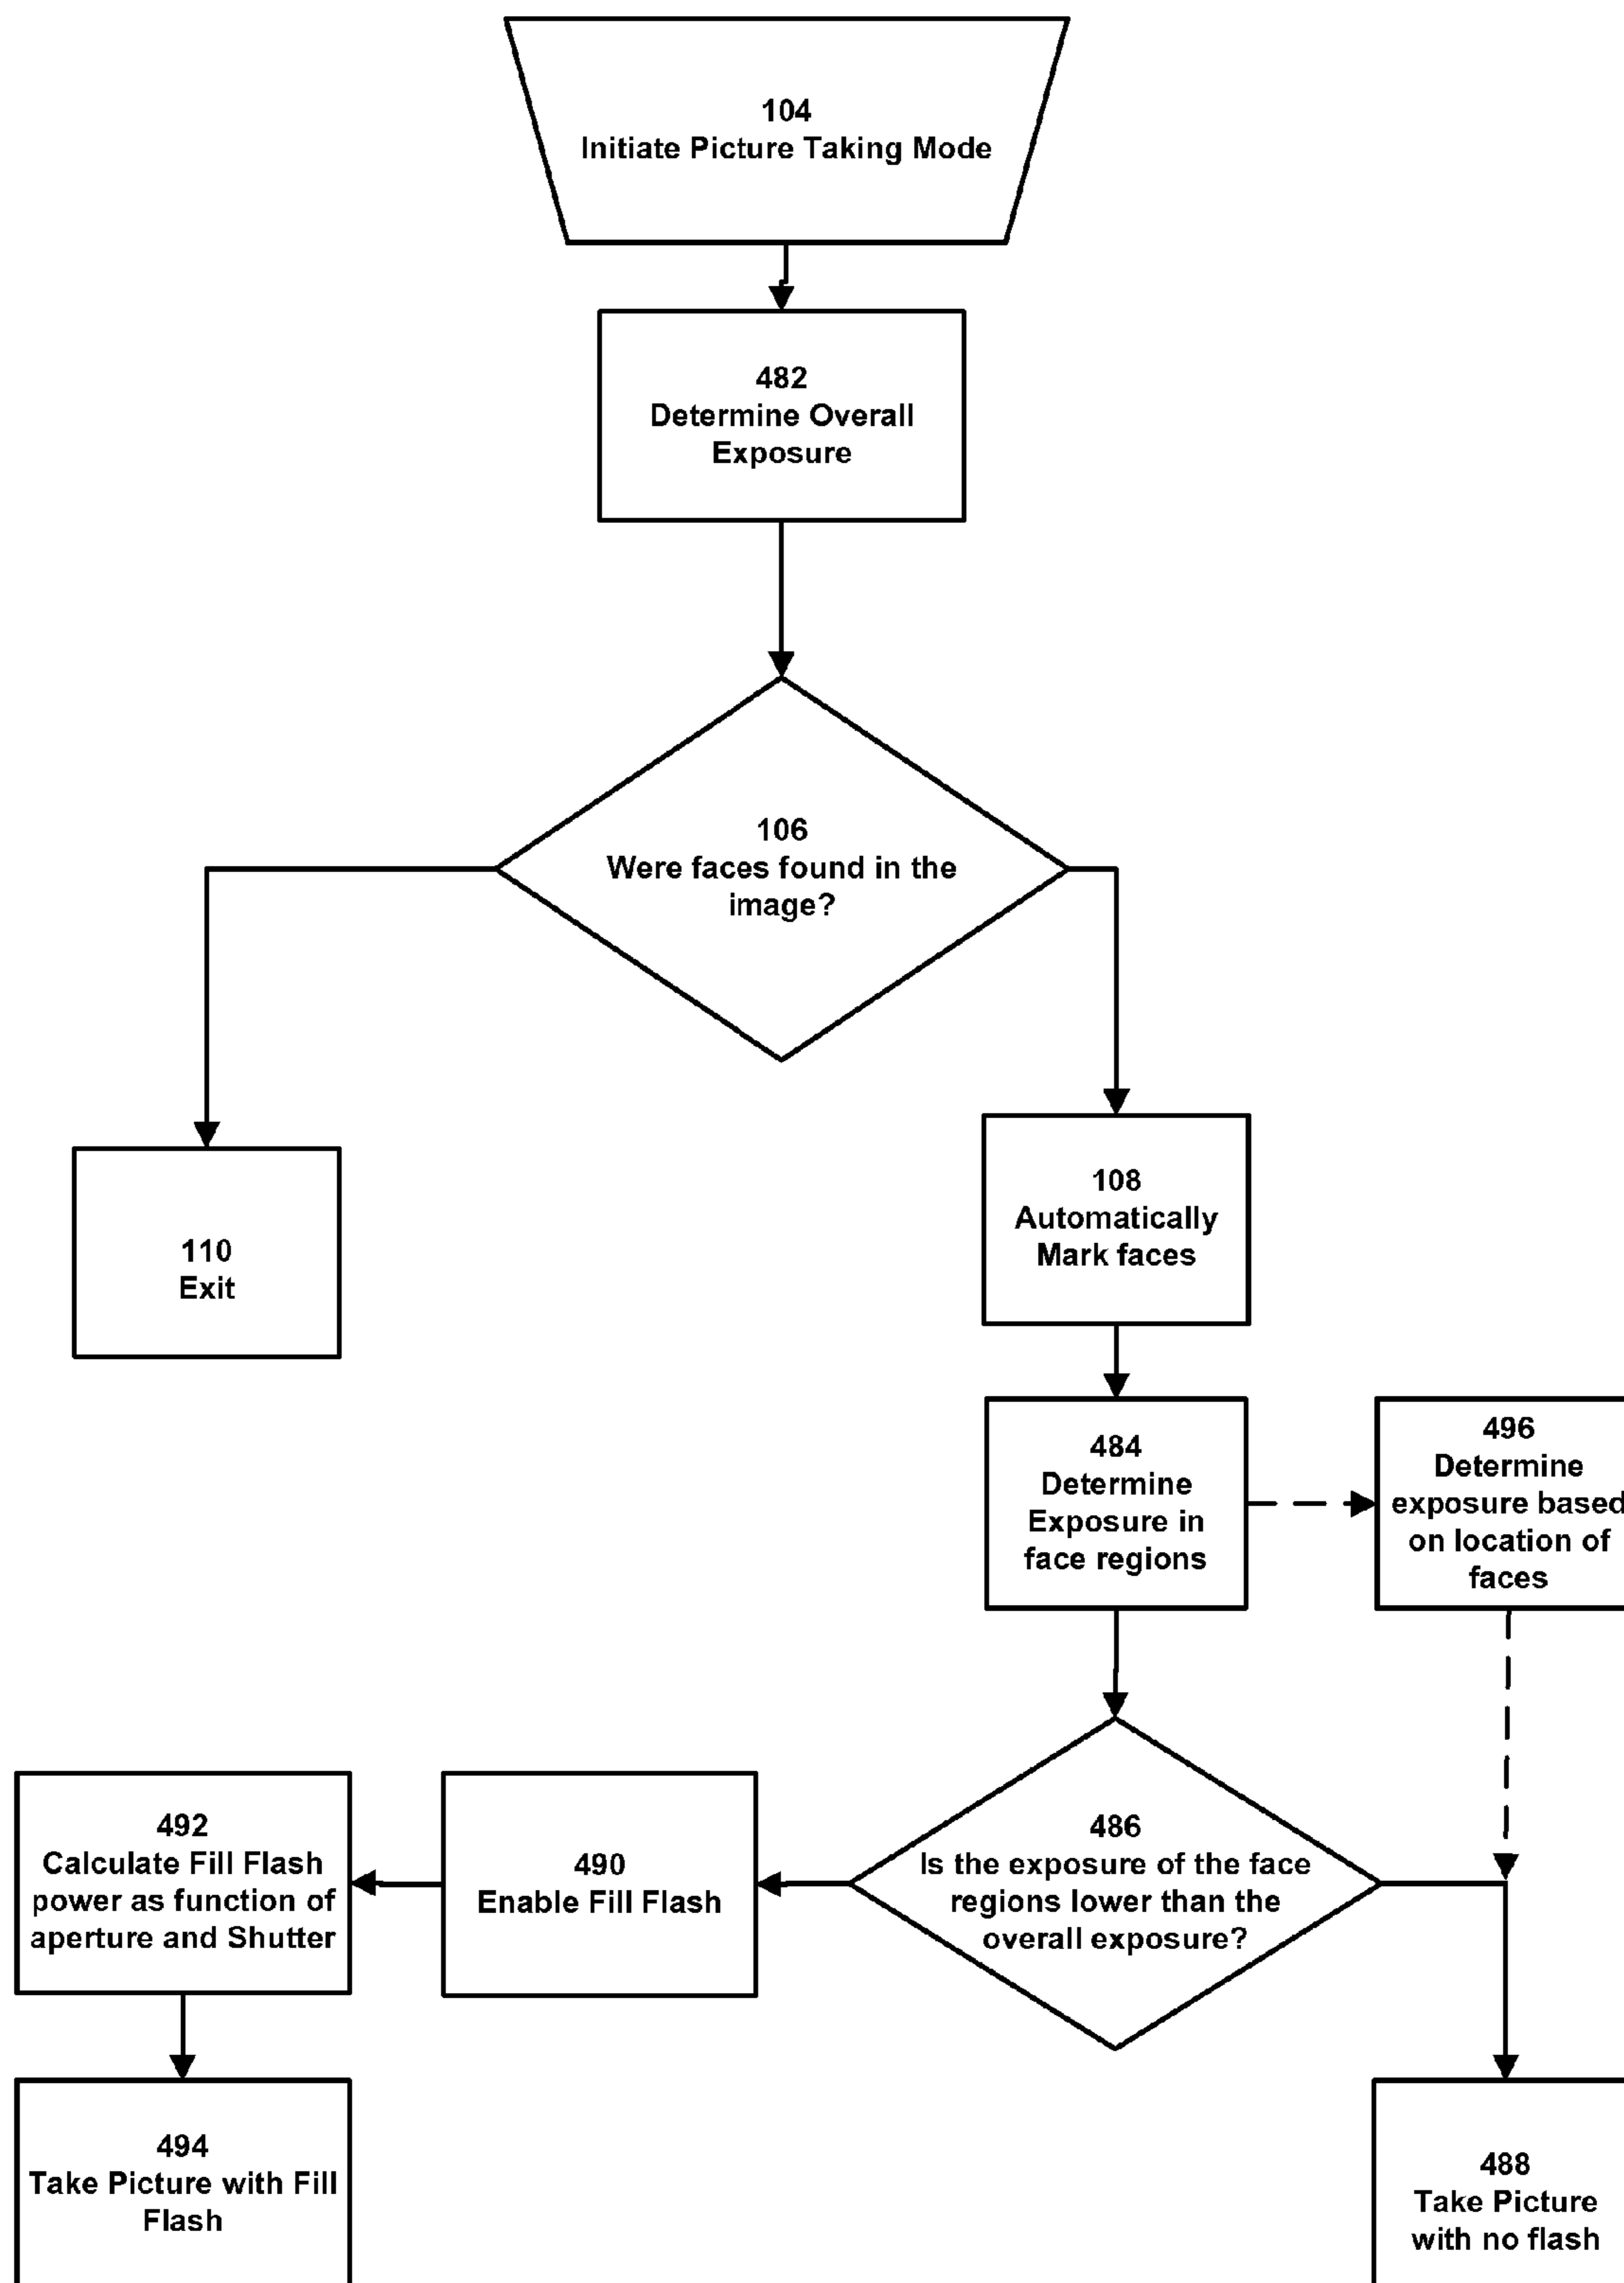 104
Initiate Picture Taking Mode
482
Determine Overall
Exposure
106
Were faces found in the
image?
108
Automatically
Mark faces
110
Exit
484
Determine
Exposure in
face regions
496
Determine
exposure based
on location of
faces
486
Is the exposure of the face
regions lower than the
overall exposure?
490
Enable Fill Flash
492
Calculate Fill Flash
power as function of
aperture and Shutter
494
Take Picture with Fill
Flash
488
Take Picture
with no flash